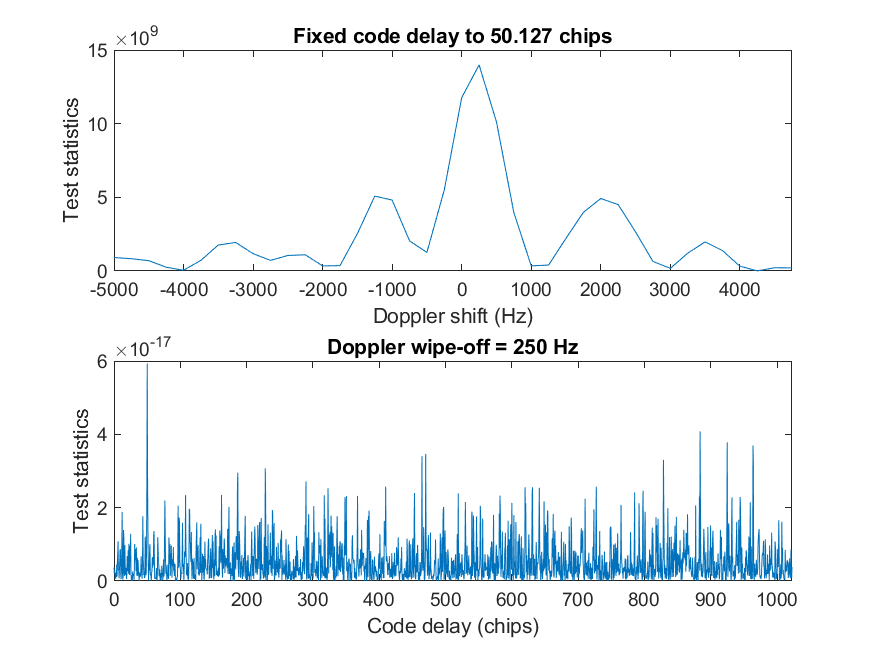 Fixed code delay to 50.127 chips
×10^9
15
10
5
0
Test statistics
-5000 -4000 -3000 -2000 -1000 0 1000 2000 3000 4000
Doppler shift (Hz)
Doppler wipe-off = 250 Hz
×10^-17
6
4
2
0
Test statistics
0 100 200 300 400 500 600 700 800 900 1000
Code delay (chips)